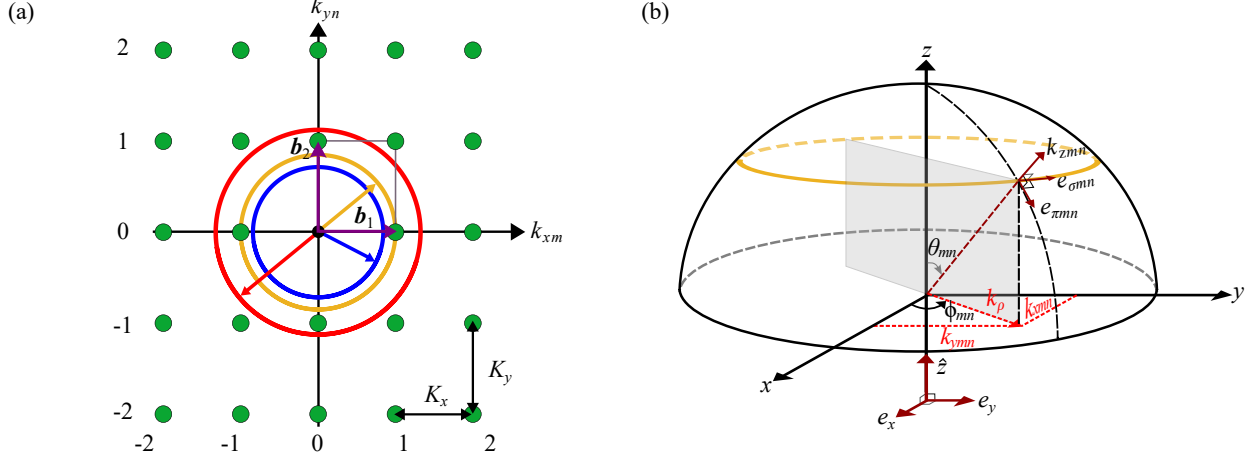 (a)
k_yn
2
1
b_2
b_1
0
k_xm
-1
K_y
K_x
-2
-2 -1 0 1 2
(b)
z
k_zmn
e_σmn
e_πmn
θ_mn
y
k_ρ
k_xmn
ϕ_mn
k_ymn
x
ẑ
e_x
e_y